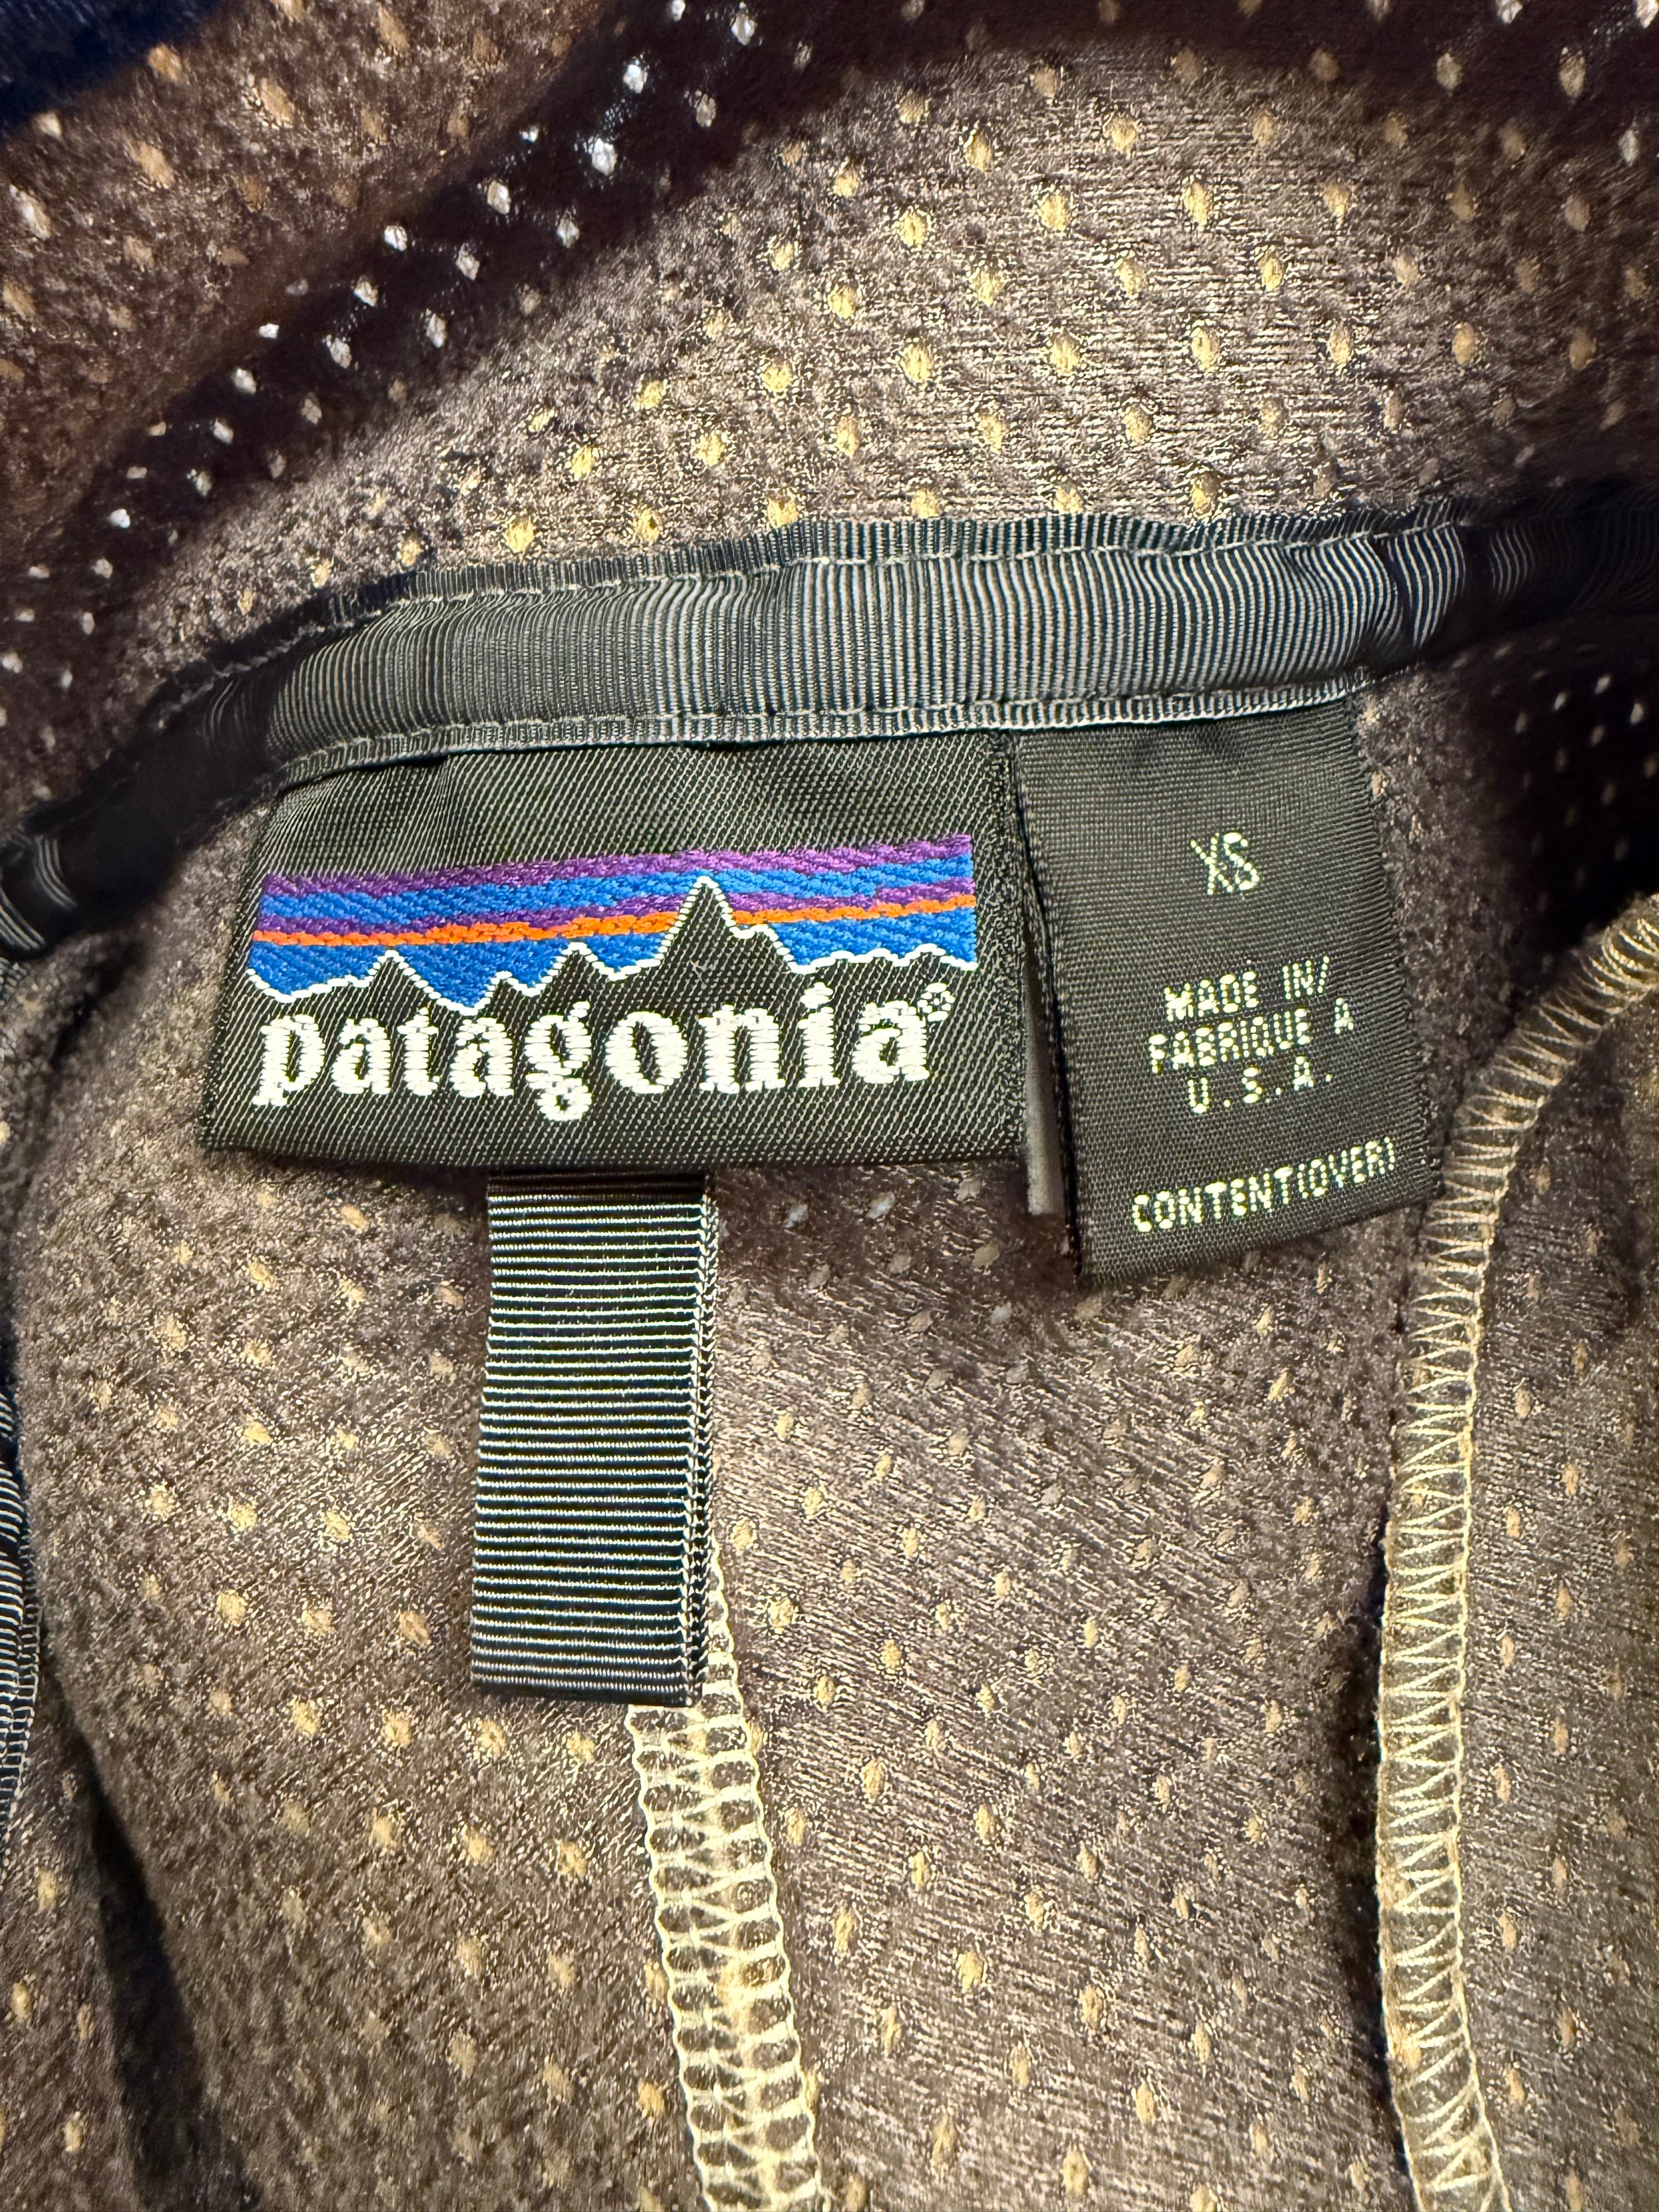 patagonia®
XS
MADE IN/
FABRIQUE A
U.S.A.
CONTENT(OVER)